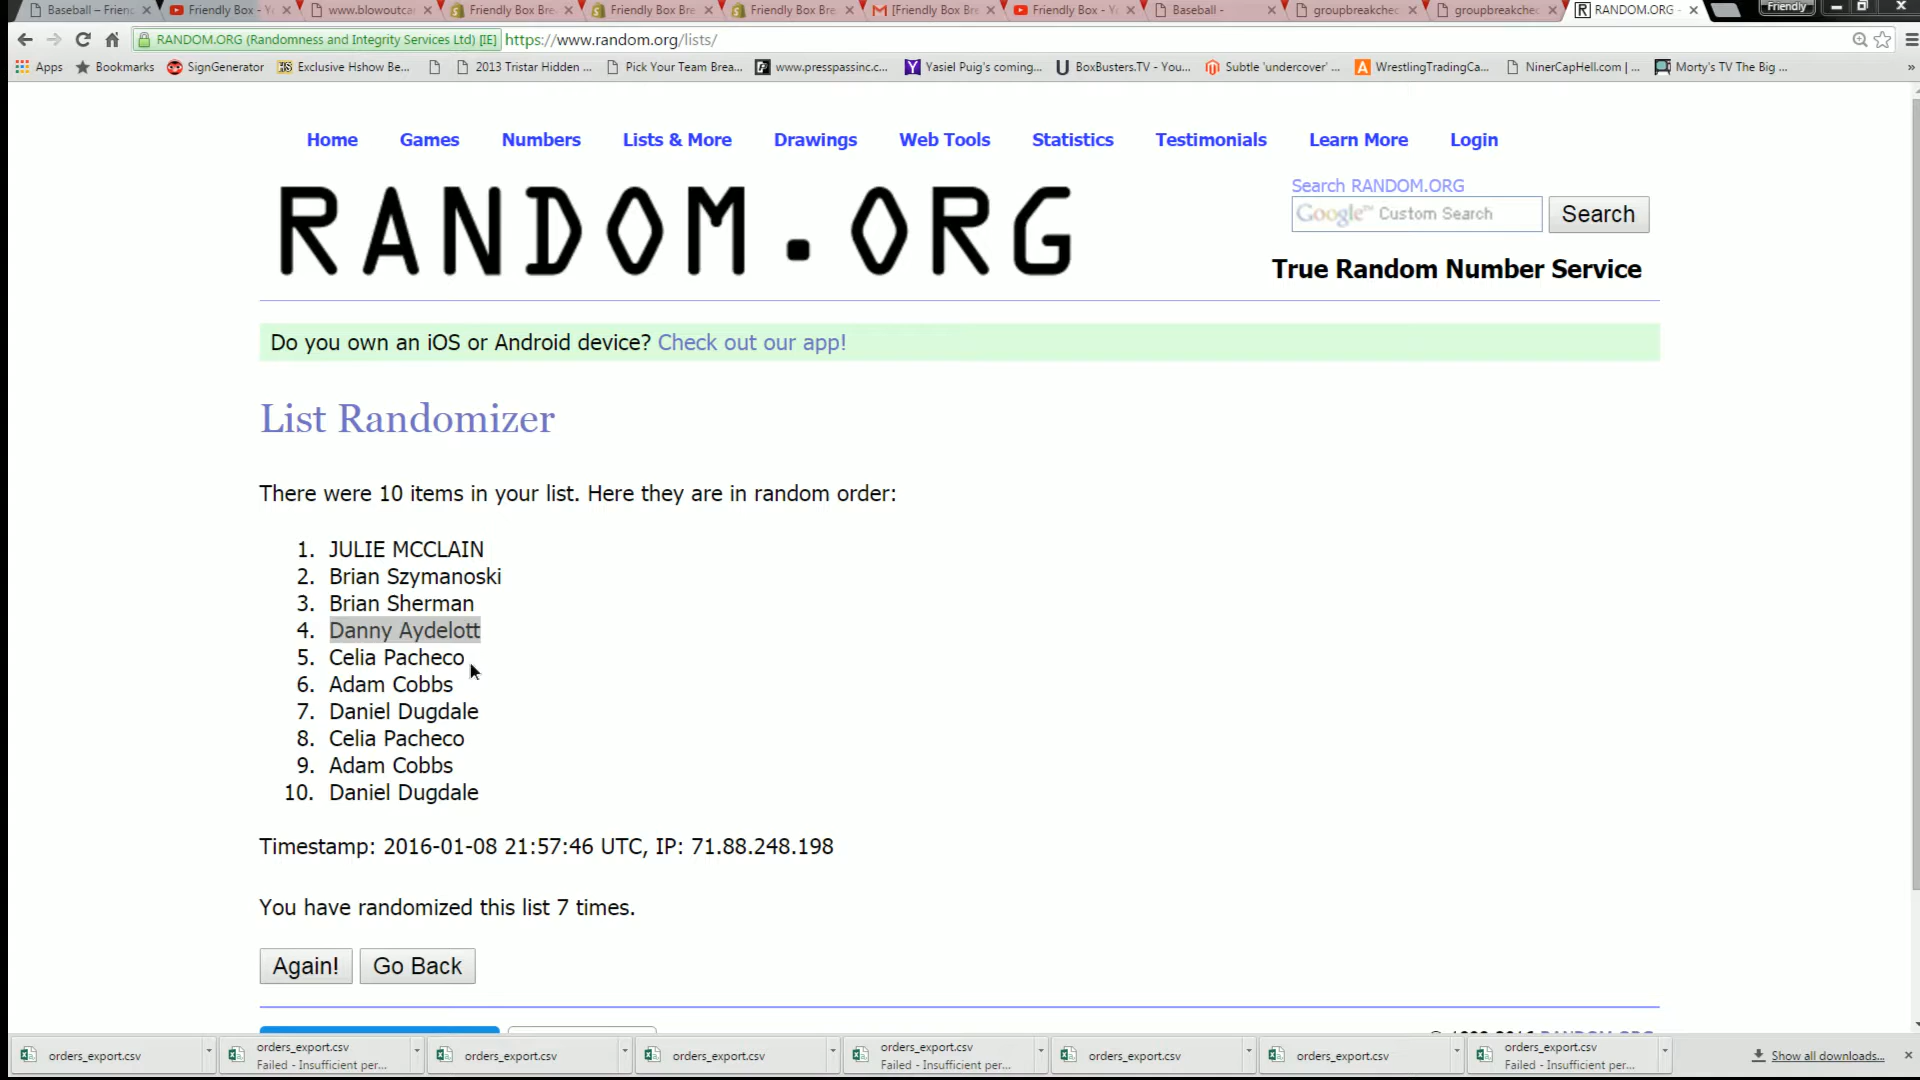 Baseball – Frien
Friendly Box - Y
www.blowoutca
Friendly Box Bre
Friendly Box Bre
Friendly Box Bre
[Friendly Box Bre
Friendly Box - Y
Baseball -
groupbreakchec
groupbreakchec
RANDOM.ORG -
Friendly
RANDOM.ORG (Randomness and Integrity Services Ltd) [IE] https://www.random.org/lists/
Apps
Bookmarks
SignGenerator
Exclusive Hshow Be...
2013 Tristar Hidden ...
Pick Your Team Brea...
www.presspassinc.c...
Yasiel Puig's coming...
BoxBusters.TV - You...
Subtle 'undercover' ...
WrestlingTradingCa...
NinerCapHell.com | ...
Morty's TV The Big ...
»
Home Games Numbers Lists & More Drawings Web Tools Statistics Testimonials Learn More Login
RANDOM.ORG
Search RANDOM.ORG
Google™ Custom Search
Search
True Random Number Service
Do you own an iOS or Android device? Check out our app!
List Randomizer
There were 10 items in your list. Here they are in random order:
1. JULIE MCCLAIN
2. Brian Szymanoski
3. Brian Sherman
4. Danny Aydelott
5. Celia Pacheco
6. Adam Cobbs
7. Daniel Dugdale
8. Celia Pacheco
9. Adam Cobbs
10. Daniel Dugdale
Timestamp: 2016-01-08 21:57:46 UTC, IP: 71.88.248.198
You have randomized this list 7 times.
Again!
Go Back
orders_export.csv
orders_export.csv
Failed - Insufficient per...
orders_export.csv
orders_export.csv
orders_export.csv
Failed - Insufficient per...
orders_export.csv
orders_export.csv
orders_export.csv
Failed - Insufficient per...
Show all downloads...